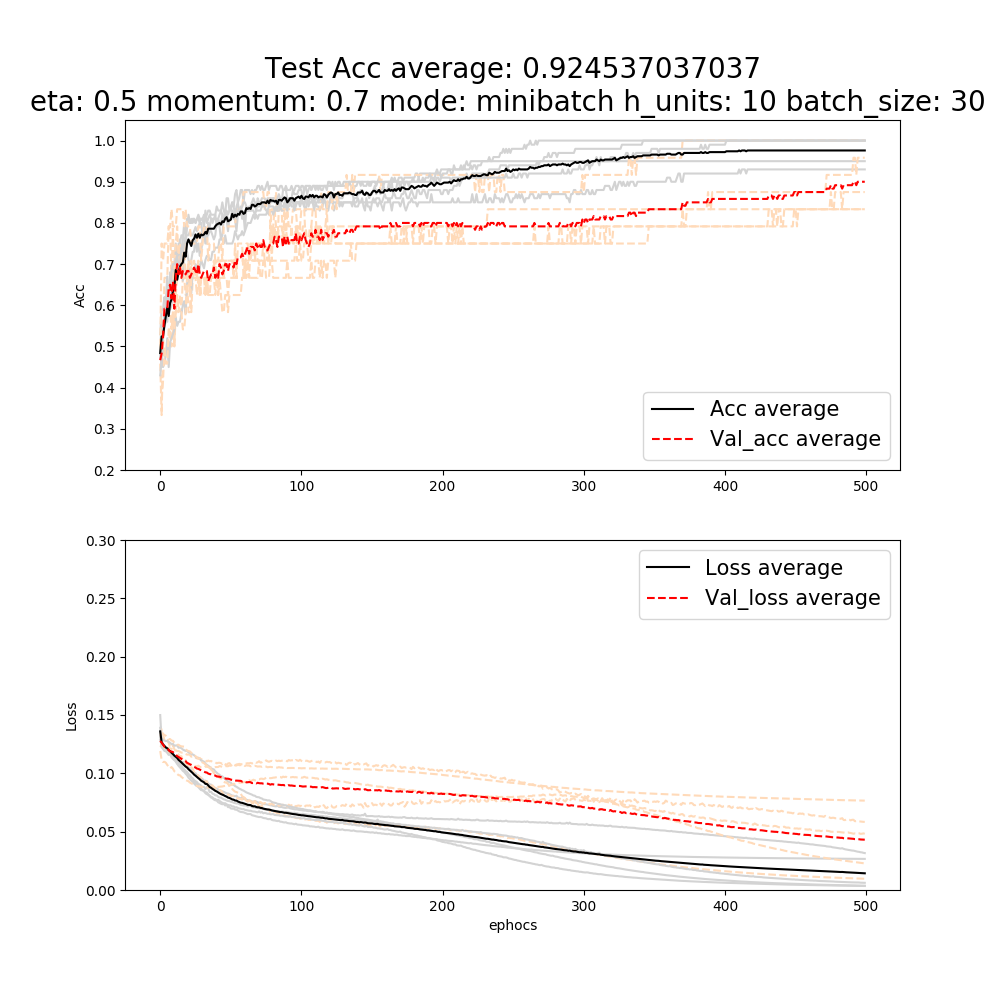 Test Acc average: 0.924537037037
eta: 0.5 momentum: 0.7 mode: minibatch h_units: 10 batch_size: 30
1.0
0.9
0.8
0.7
0.6
0.5
0.4
0.3
0.2
Acc
Acc average
Val_acc average
0 100 200 300 400 500
0.30
0.25
0.20
0.15
0.10
0.05
0.00
Loss
Loss average
Val_loss average
0 100 200 300 400 500
ephocs